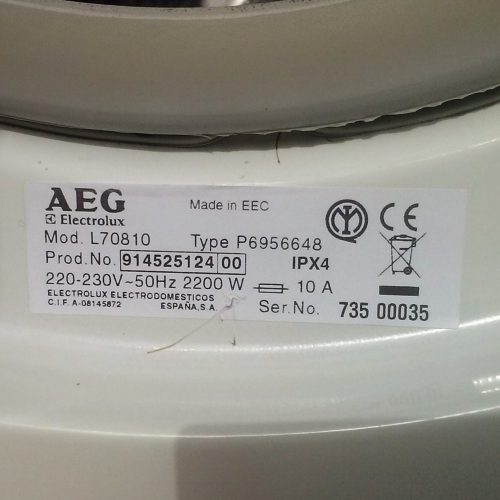 AEG
Electrolux
Made in EEC
Mod. L70810 Type P6956648
Prod.No. 914525124 00 IPX4
220-230V~50Hz 2200 W 10 A
ELECTROLUX ELECTRODOMESTICOS
C.I.F. A-08145872 ESPAÑA,S.A.
Ser.No. 735 00035
CE